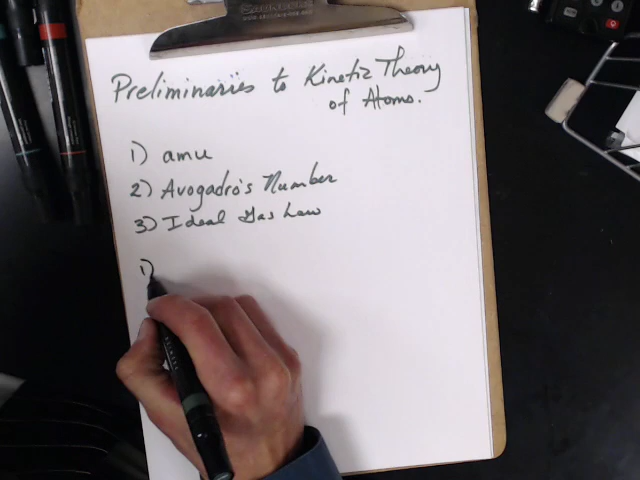 Preliminaries to Kinetic Theory
of Atoms.
1) amu
2) Avogadro's Number
3) Ideal Gas Law
1)